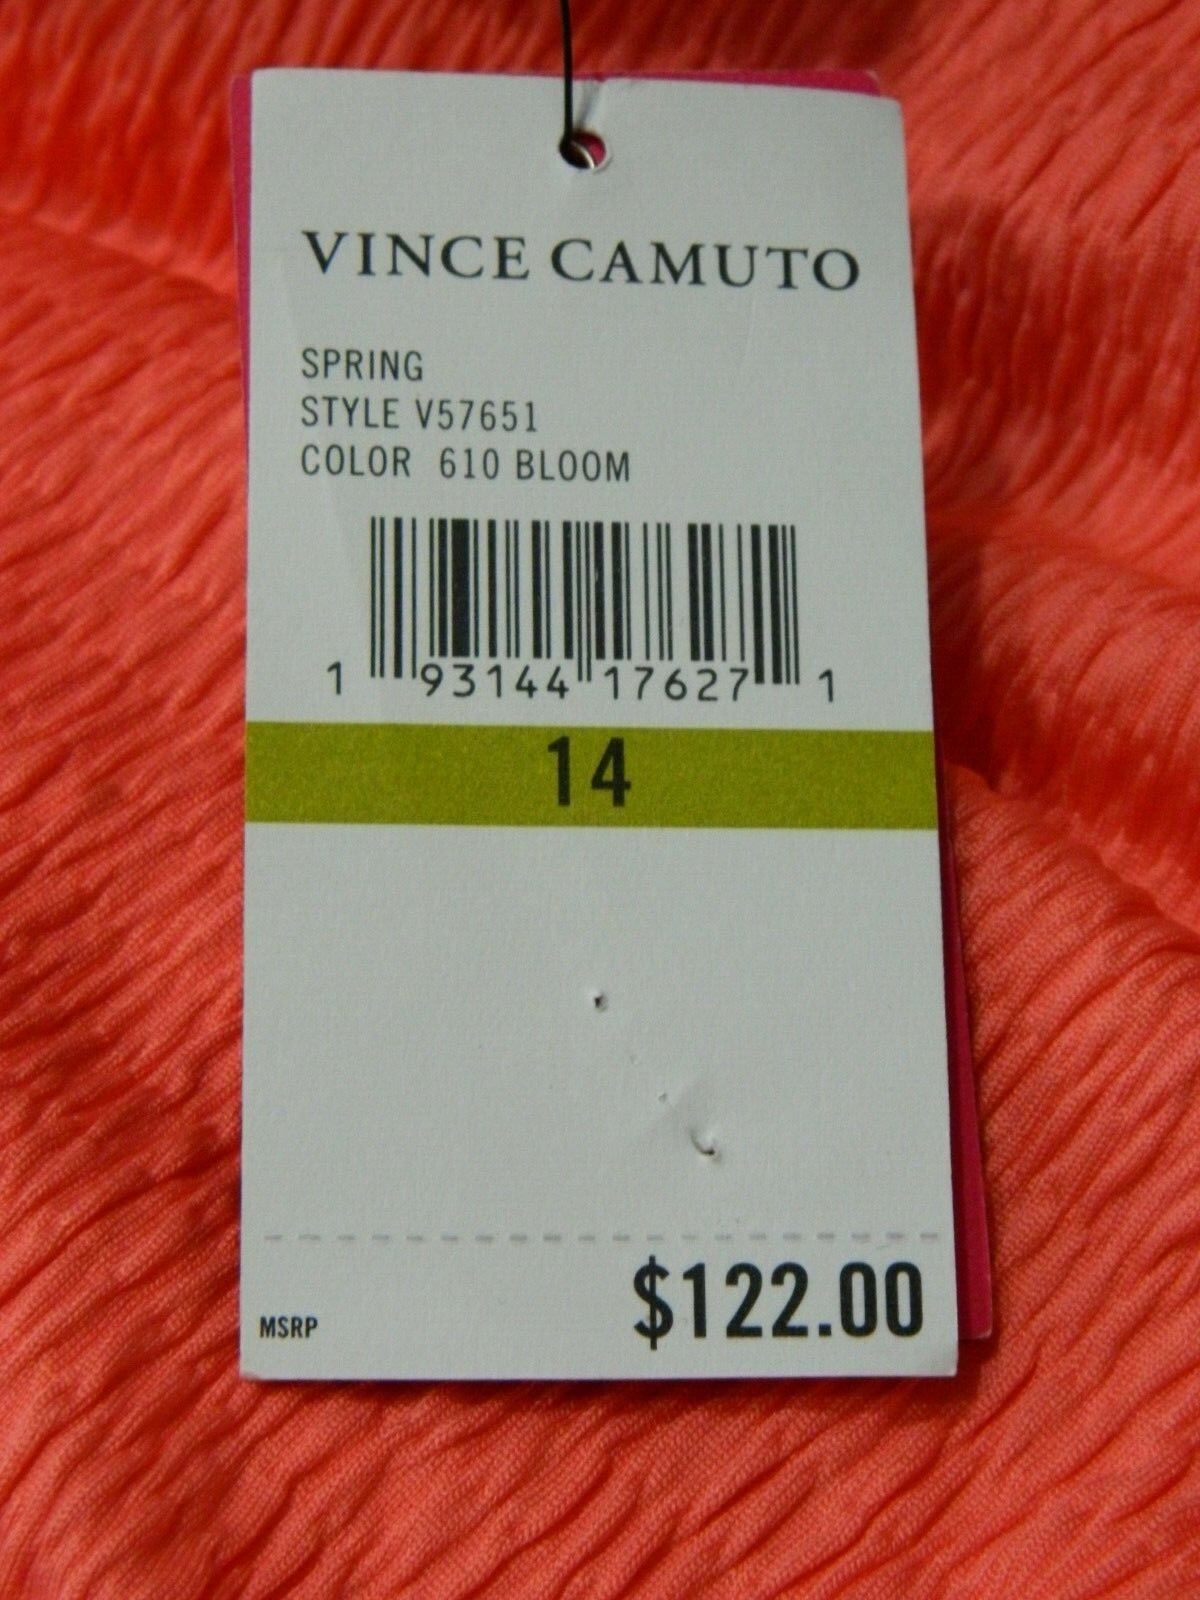 VINCE CAMUTO
SPRING
STYLE V57651
COLOR 610 BLOOM
1 93144 17627 1
14
MSRP $122.00